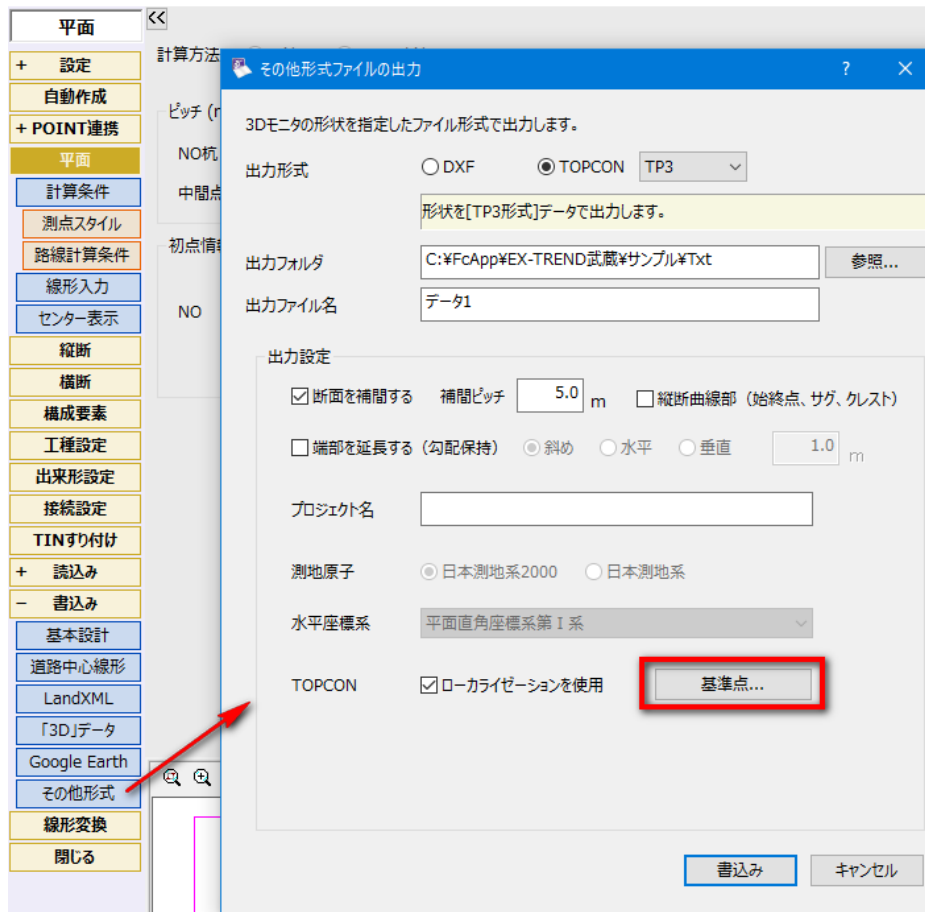 平面
<<
+ 設定
自動作成
+ POINT連携
平面
計算条件
測点スタイル
路線計算条件
線形入力
センター表示
縦断
横断
構成要素
工種設定
出来形設定
接続設定
TINすり付け
+ 読込み
- 書込み
基本設計
道路中心線形
LandXML
「3D」データ
Google Earth
その他形式
線形変換
閉じる
計算方法
ピッチ (
NO杭
中間点
初点情
NO
その他形式ファイルの出力 ? ×
3Dモニタの形状を指定したファイル形式で出力します。
出力形式 DXF TOPCON TP3
形状を[TP3形式]データで出力します。
出力フォルダ C:¥FcApp¥EX-TREND武蔵¥サンプル¥Txt 参照...
出力ファイル名 データ1
出力設定
断面を補間する 補間ピッチ 5.0 m 縦断曲線部（始終点、サグ、クレスト）
端部を延長する（勾配保持） 斜め 水平 垂直 1.0 m
プロジェクト名
測地原子 日本測地系2000 日本測地系
水平座標系 平面直角座標系第Ⅰ系
TOPCON ローカライゼーションを使用 基準点...
書込み キャンセル